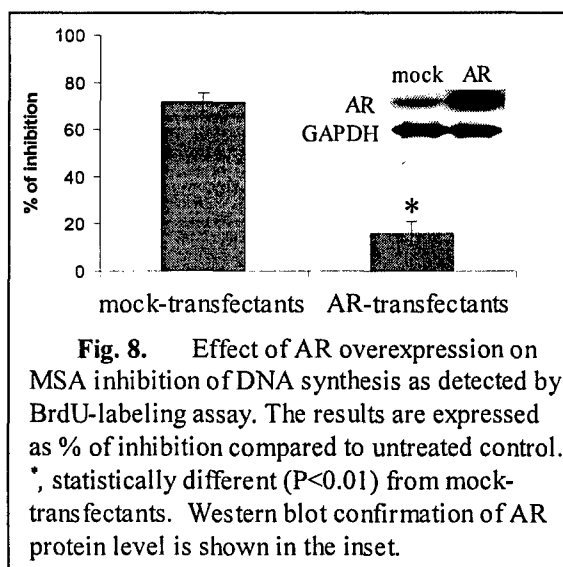 100
80
60
40
20
0
% of inhibition
mock AR
AR
GAPDH
*
mock-transfectants AR-transfectants
Fig. 8. Effect of AR overexpression on
MSA inhibition of DNA synthesis as detected by
BrdU-labeling assay. The results are expressed
as % of inhibition compared to untreated control.
*, statistically different (P<0.01) from mock-
transfectants. Western blot confirmation of AR
protein level is shown in the inset.